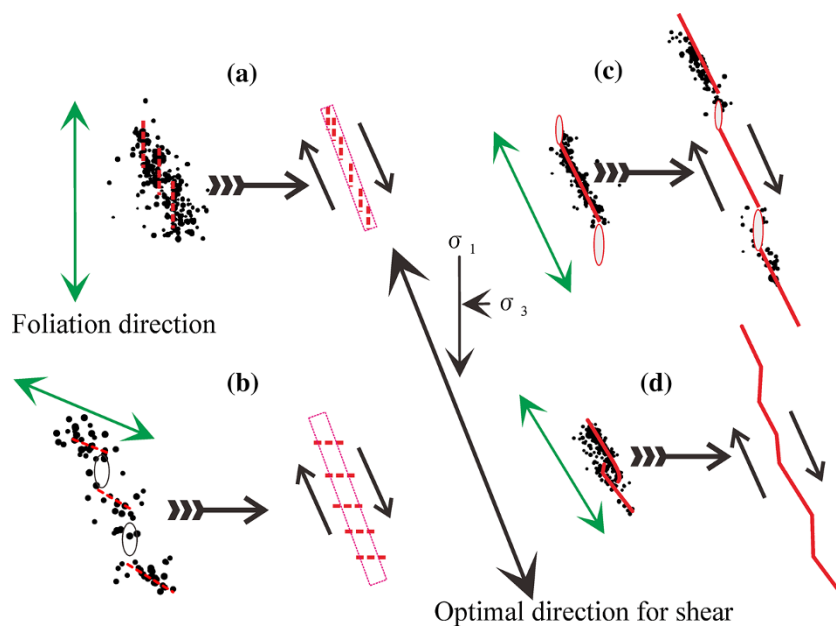 (a)
(c)
σ 1
σ 3
Foliation direction
(b)
(d)
Optimal direction for shear